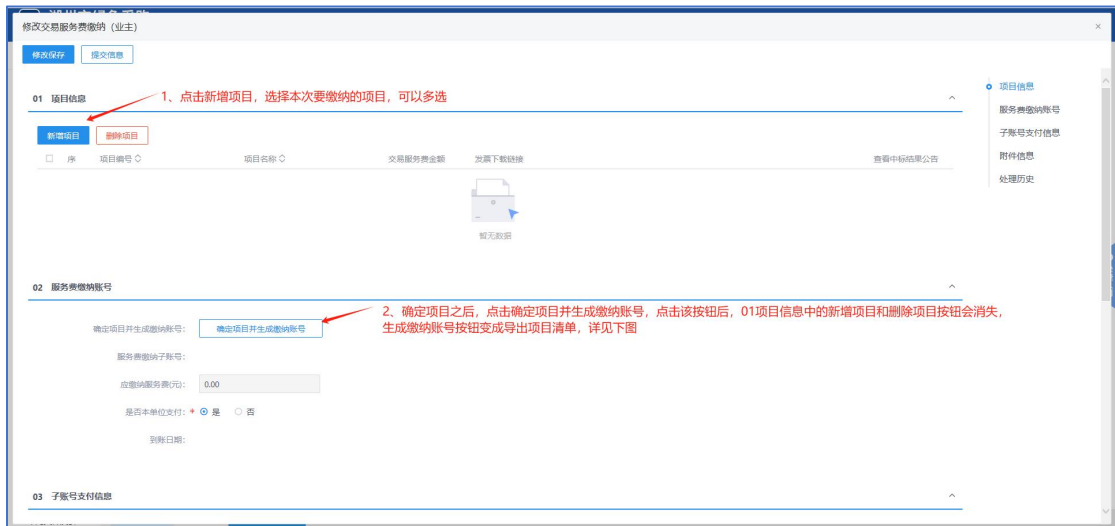 修改交易服务费缴纳（业主）
×
修改保存 提交信息
01 项目信息
1、点击新增项目，选择本次要缴纳的项目，可以多选
新增项目 删除项目
序 项目编号 项目名称 交易服务费金额 发票下载链接 查看中标结果公告
暂无数据
02 服务费缴纳账号
2、确定项目之后，点击确定项目并生成缴纳账号，点击该按钮后，01项目信息中的新增项目和删除项目按钮会消失，
生成缴纳账号按钮变成导出项目清单，详见下图
确定项目并生成缴纳账号： 确定项目并生成缴纳账号
服务费缴纳子账号：
应缴纳服务费(元)： 0.00
是否本单位支付：* 是 否
到账日期：
03 子账号支付信息
项目信息
服务费缴纳账号
子账号支付信息
附件信息
处理历史